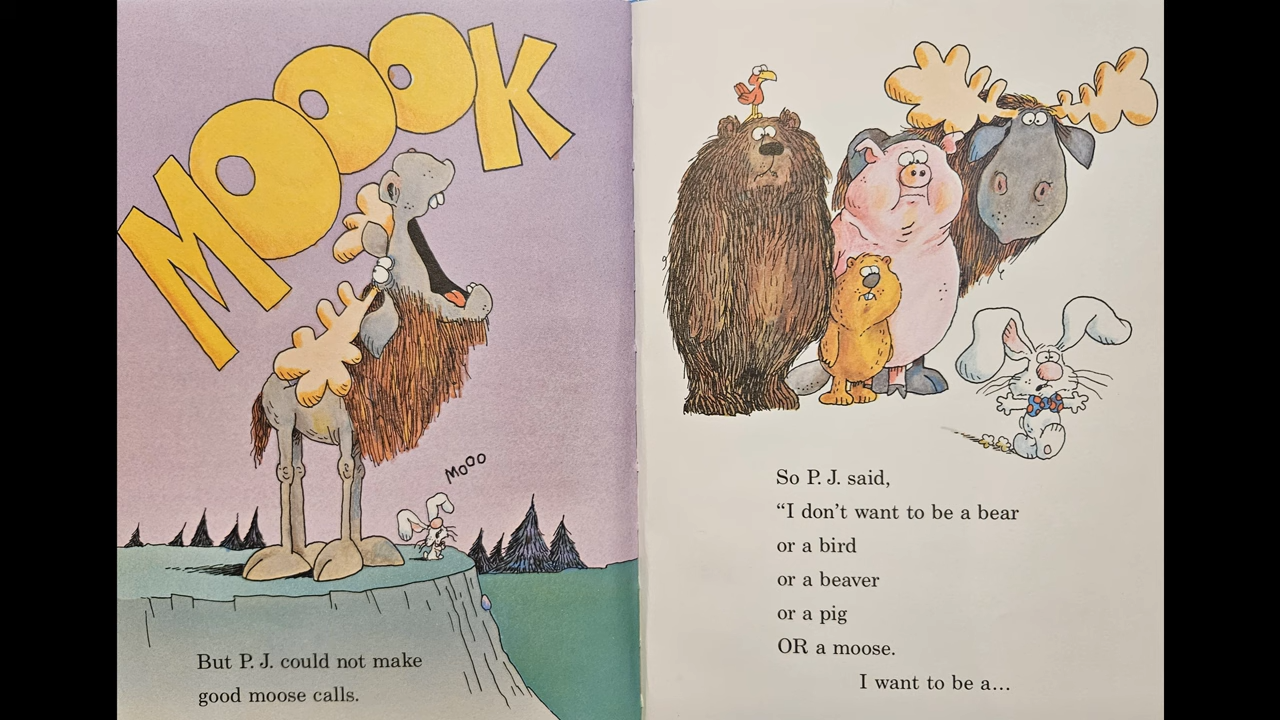 MOOOK
Mooo
But P. J. could not make
good moose calls.
So P. J. said,
“I don’t want to be a bear
or a bird
or a beaver
or a pig
OR a moose.
I want to be a...